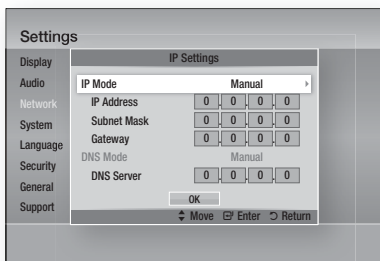 Settings
Display
Audio
Network
System
Language
Security
General
Support
IP Settings
IP Mode Manual
IP Address 0 . 0 . 0 . 0
Subnet Mask 0 . 0 . 0 . 0
Gateway 0 . 0 . 0 . 0
DNS Mode Manual
DNS Server 0 . 0 . 0 . 0
OK
Move Enter Return